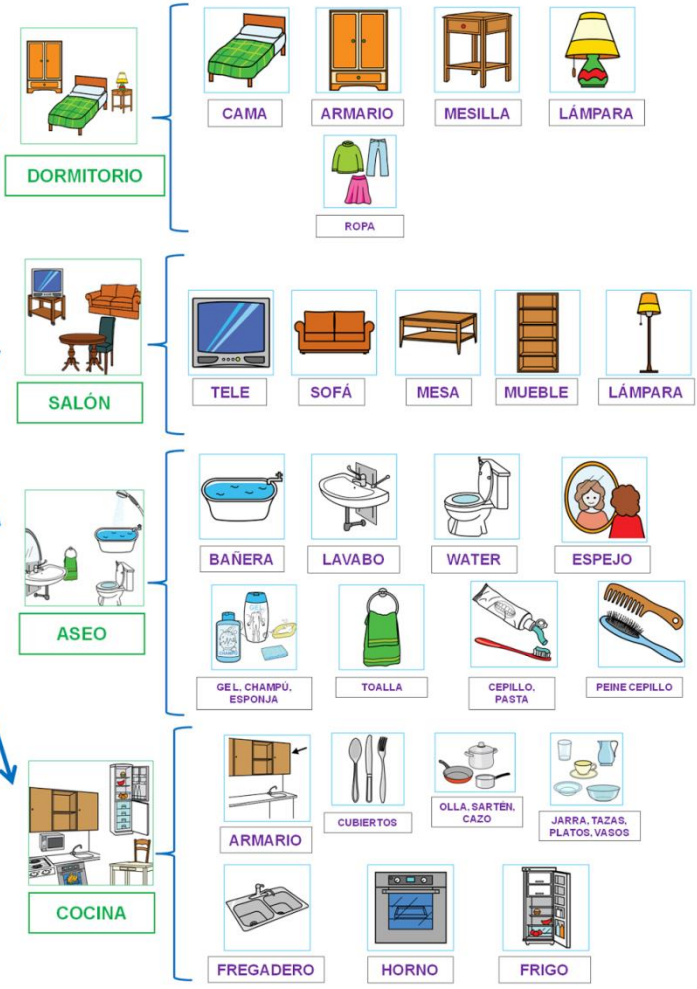 DORMITORIO
CAMA
ARMARIO
MESILLA
LÁMPARA
ROPA
SALÓN
TELE
SOFÁ
MESA
MUEBLE
LÁMPARA
ASEO
BAÑERA
LAVABO
WATER
ESPEJO
GEL, CHAMPÚ,
ESPONJA
TOALLA
CEPILLO,
PASTA
PEINE CEPILLO
COCINA
ARMARIO
CUBIERTOS
OLLA, SARTÉN,
CAZO
JARRA, TAZAS,
PLATOS, VASOS
FREGADERO
HORNO
FRIGO